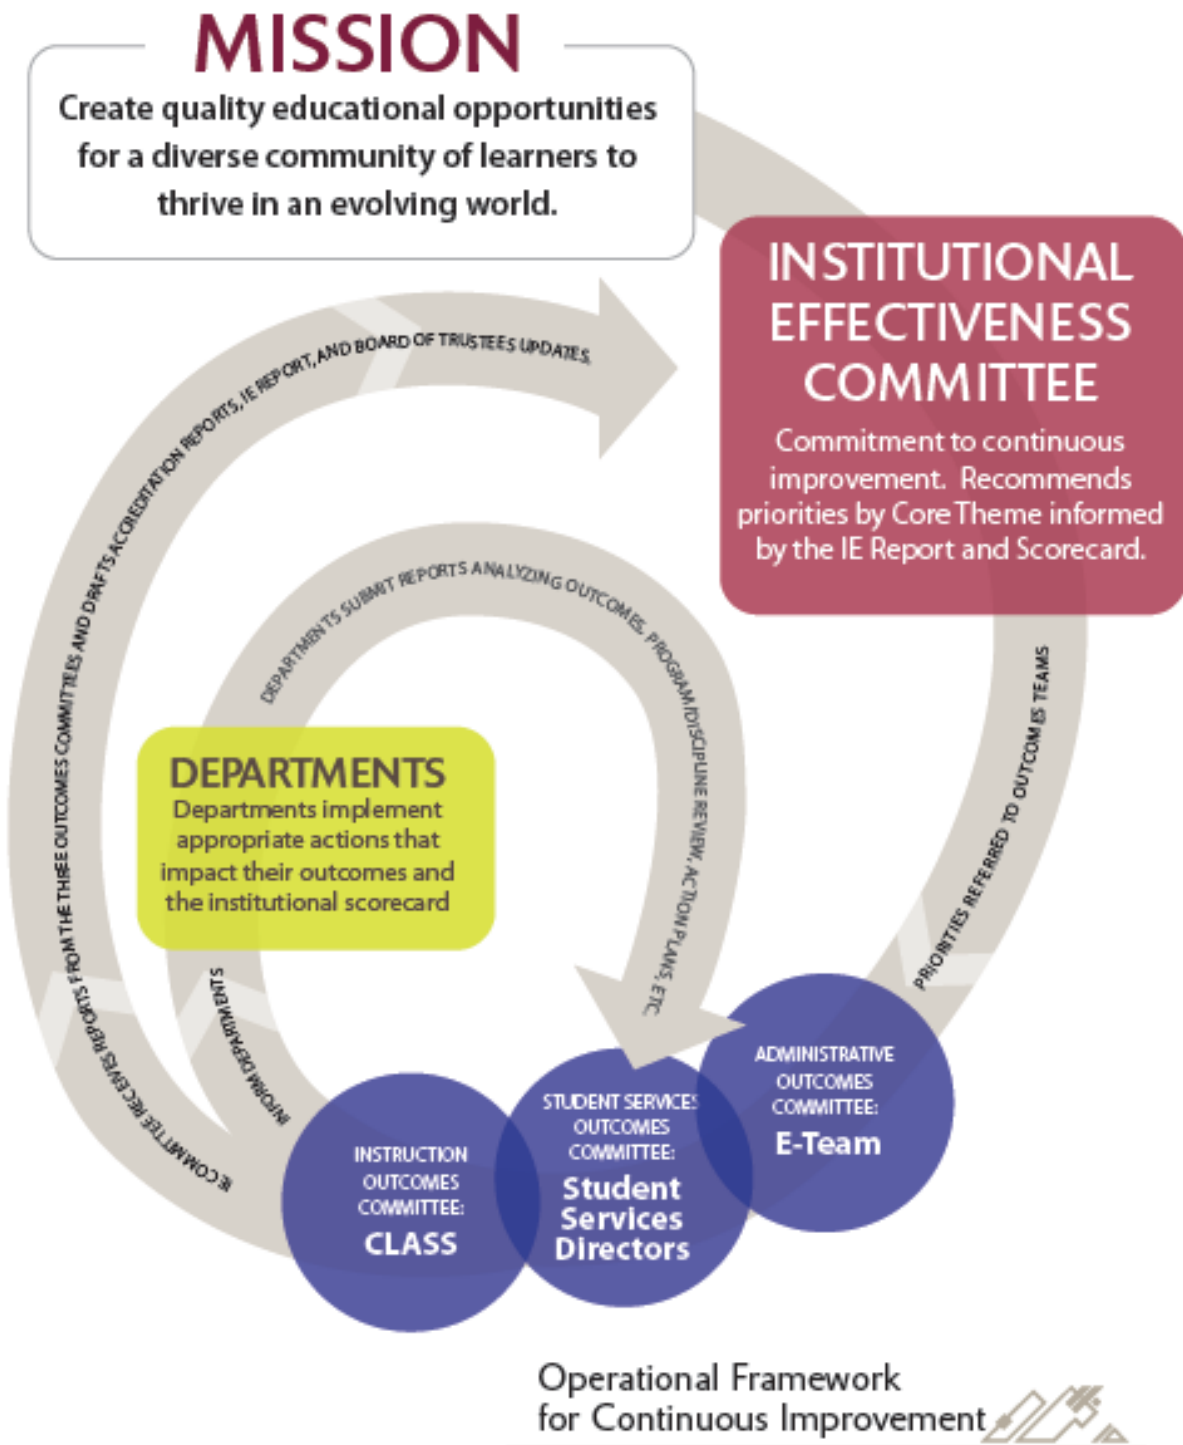 MISSION
Create quality educational opportunities
for a diverse community of learners to
thrive in an evolving world.
INSTITUTIONAL
EFFECTIVENESS
COMMITTEE
Commitment to continuous
improvement. Recommends
priorities by Core Theme informed
by the IE Report and Scorecard.
PRIORITIES REFERRED TO OUTCOMES TEAMS
ADMINISTRATIVE
OUTCOMES
COMMITTEE:
E-Team
STUDENT SERVICES
OUTCOMES
COMMITTEE:
Student
Services
Directors
INSTRUCTION
OUTCOMES
COMMITTEE:
CLASS
INFORM DEPARTMENTS
DEPARTMENTS
Departments implement
appropriate actions that
impact their outcomes and
the institutional scorecard
DEPARTMENTS SUBMIT REPORTS ANALYZING OUTCOMES, PROGRAM/DISCIPLINE REVIEW, ACTION PLANS, ETC.
IE COMMITTEE RECEIVES REPORTS FROM THE THREE OUTCOMES COMMITTEES AND DRAFTS ACCREDITATION REPORTS, IE REPORT, AND BOARD OF TRUSTEES UPDATES.
Operational Framework
for Continuous Improvement